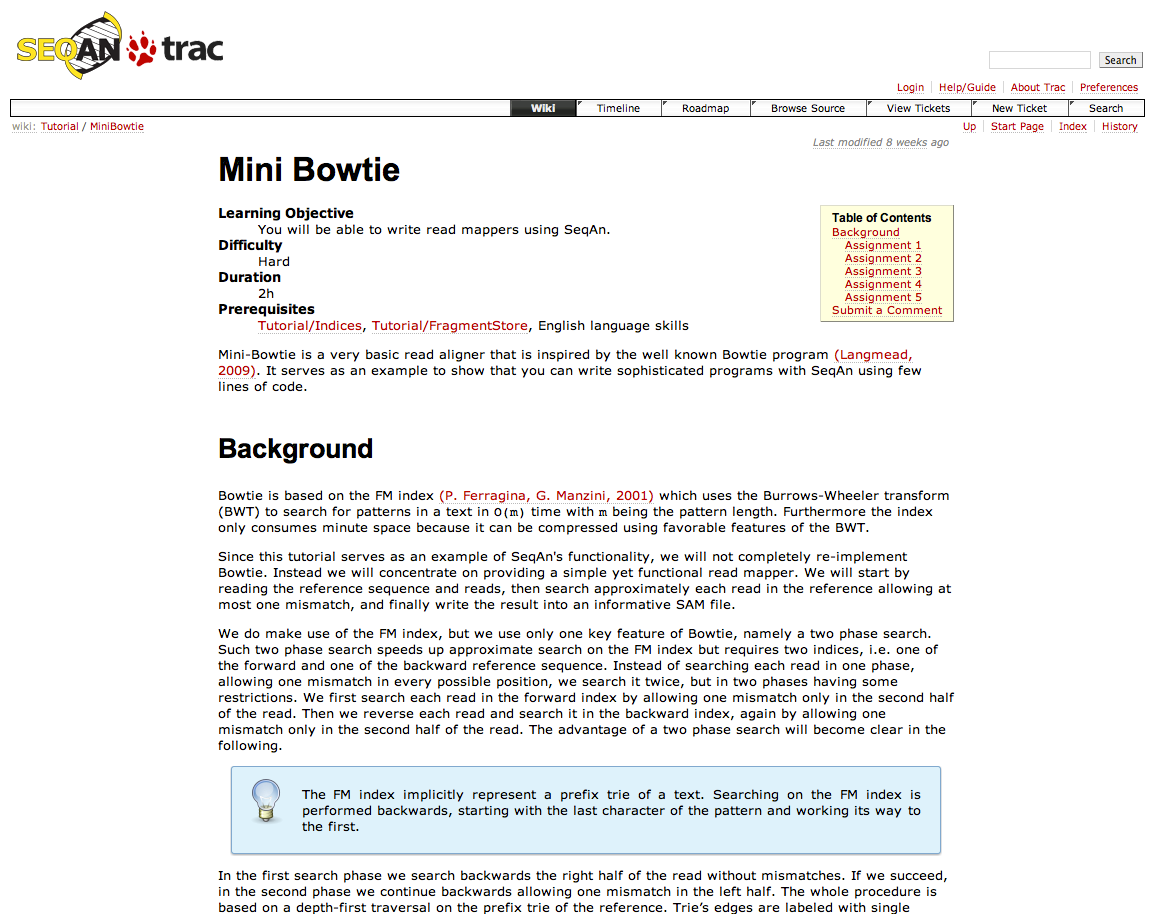 SEQAN trac
Search
Login Help/Guide About Trac Preferences
Wiki Timeline Roadmap Browse Source View Tickets New Ticket Search
wiki: Tutorial / MiniBowtie
Up Start Page Index History
Last modified 8 weeks ago
Mini Bowtie
Learning Objective
You will be able to write read mappers using SeqAn.
Difficulty
Hard
Duration
2h
Prerequisites
Tutorial/Indices, Tutorial/FragmentStore, English language skills
Table of Contents
Background
Assignment 1
Assignment 2
Assignment 3
Assignment 4
Assignment 5
Submit a Comment
Mini-Bowtie is a very basic read aligner that is inspired by the well known Bowtie program (Langmead,
2009). It serves as an example to show that you can write sophisticated programs with SeqAn using few
lines of code.
Background
Bowtie is based on the FM index (P. Ferragina, G. Manzini, 2001) which uses the Burrows-Wheeler transform
(BWT) to search for patterns in a text in O(m) time with m being the pattern length. Furthermore the index
only consumes minute space because it can be compressed using favorable features of the BWT.
Since this tutorial serves as an example of SeqAn's functionality, we will not completely re-implement
Bowtie. Instead we will concentrate on providing a simple yet functional read mapper. We will start by
reading the reference sequence and reads, then search approximately each read in the reference allowing at
most one mismatch, and finally write the result into an informative SAM file.
We do make use of the FM index, but we use only one key feature of Bowtie, namely a two phase search.
Such two phase search speeds up approximate search on the FM index but requires two indices, i.e. one of
the forward and one of the backward reference sequence. Instead of searching each read in one phase,
allowing one mismatch in every possible position, we search it twice, but in two phases having some
restrictions. We first search each read in the forward index by allowing one mismatch only in the second half
of the read. Then we reverse each read and search it in the backward index, again by allowing one
mismatch only in the second half of the read. The advantage of a two phase search will become clear in the
following.
The FM index implicitly represent a prefix trie of a text. Searching on the FM index is
performed backwards, starting with the last character of the pattern and working its way to
the first.
In the first search phase we search backwards the right half of the read without mismatches. If we succeed,
in the second phase we continue backwards allowing one mismatch in the left half. The whole procedure is
based on a depth-first traversal on the prefix trie of the reference. Trie's edges are labeled with single